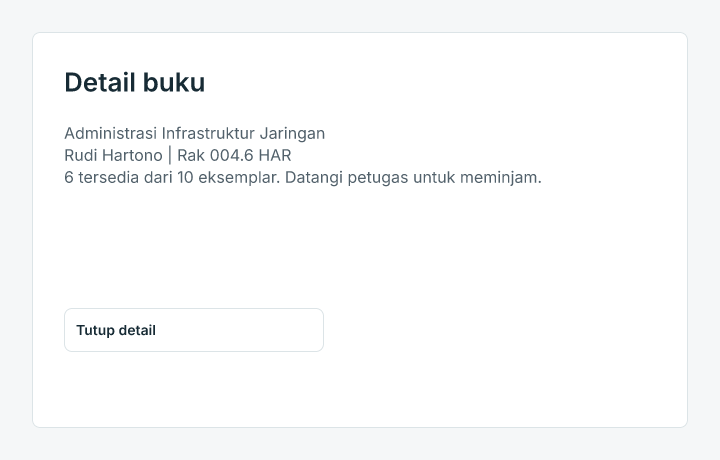 Detail buku
Administrasi Infrastruktur Jaringan
Rudi Hartono | Rak 004.6 HAR
6 tersedia dari 10 eksemplar. Datangi petugas untuk meminjam.
Tutup detail